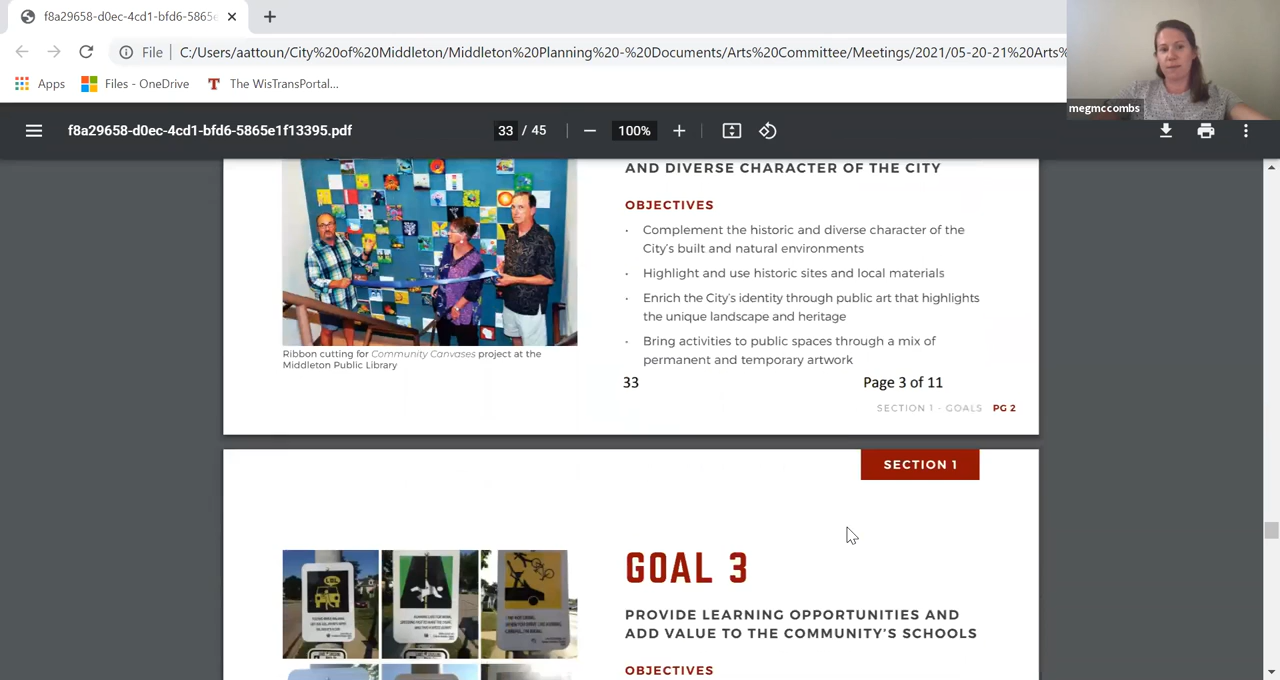 f8a29658-d0ec-4cd1-bfd6-5865e
File
C:/Users/aattoun/City%20of%20Middleton/Middleton%20Planning%20-%20Documents/Arts%20Committee/Meetings/2021/05-20-21%20Arts%
Apps
Files - OneDrive
The WisTransPortal...
megmccombs
f8a29658-d0ec-4cd1-bfd6-5865e1f13395.pdf
33 / 45
100%
AND DIVERSE CHARACTER OF THE CITY
OBJECTIVES
· Complement the historic and diverse character of the
City's built and natural environments
· Highlight and use historic sites and local materials
· Enrich the City's identity through public art that highlights
the unique landscape and heritage
· Bring activities to public spaces through a mix of
permanent and temporary artwork
Ribbon cutting for Community Canvases project at the
Middleton Public Library
33
Page 3 of 11
SECTION 1 - GOALS PG 2
SECTION 1
GOAL 3
PROVIDE LEARNING OPPORTUNITIES AND
ADD VALUE TO THE COMMUNITY'S SCHOOLS
OBJECTIVES